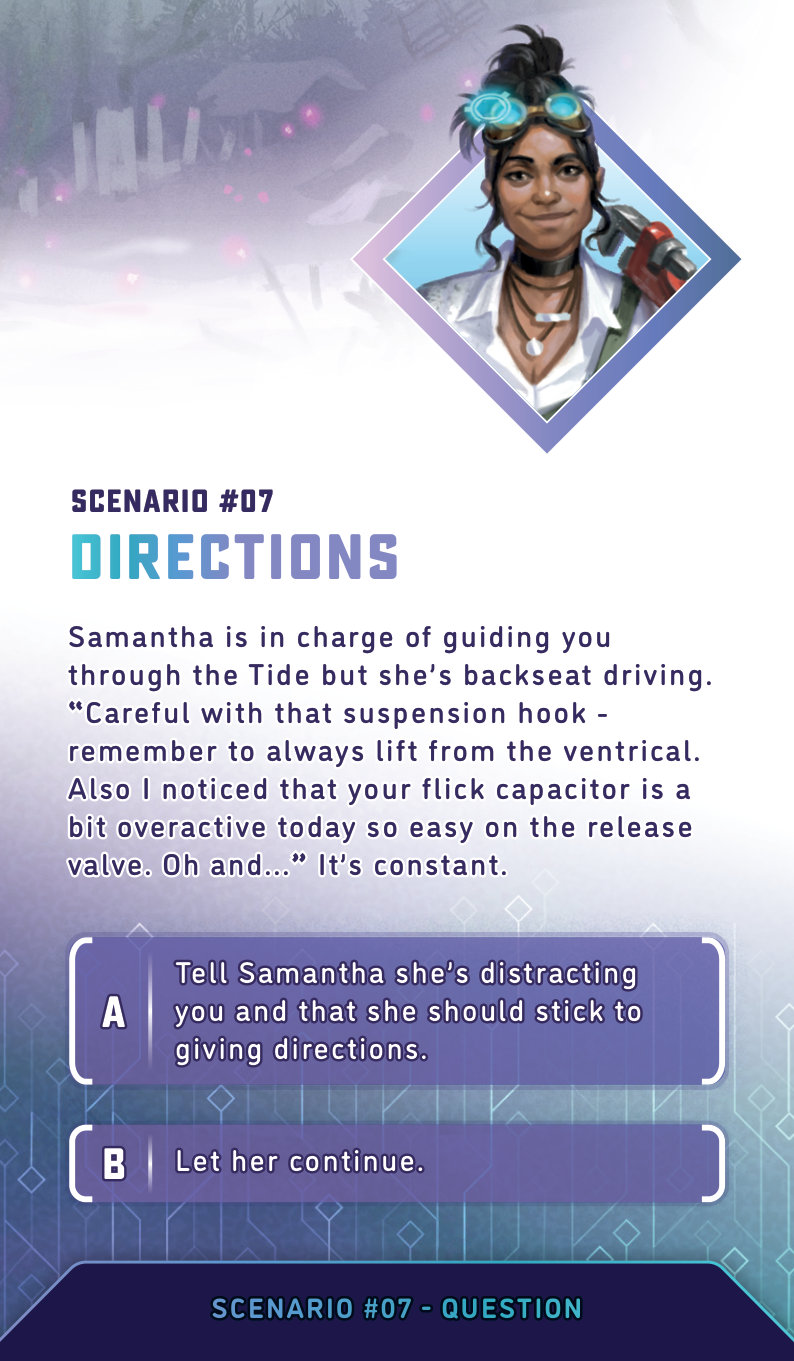 SCENARIO #07
DIRECTIONS
Samantha is in charge of guiding you
through the Tide but she's backseat driving.
“Careful with that suspension hook -
remember to always lift from the ventrical.
Also I noticed that your flick capacitor is a
bit overactive today so easy on the release
valve. Oh and...” It's constant.
A
Tell Samantha she's distracting
you and that she should stick to
giving directions.
B
Let her continue.
SCENARIO #07 - QUESTION